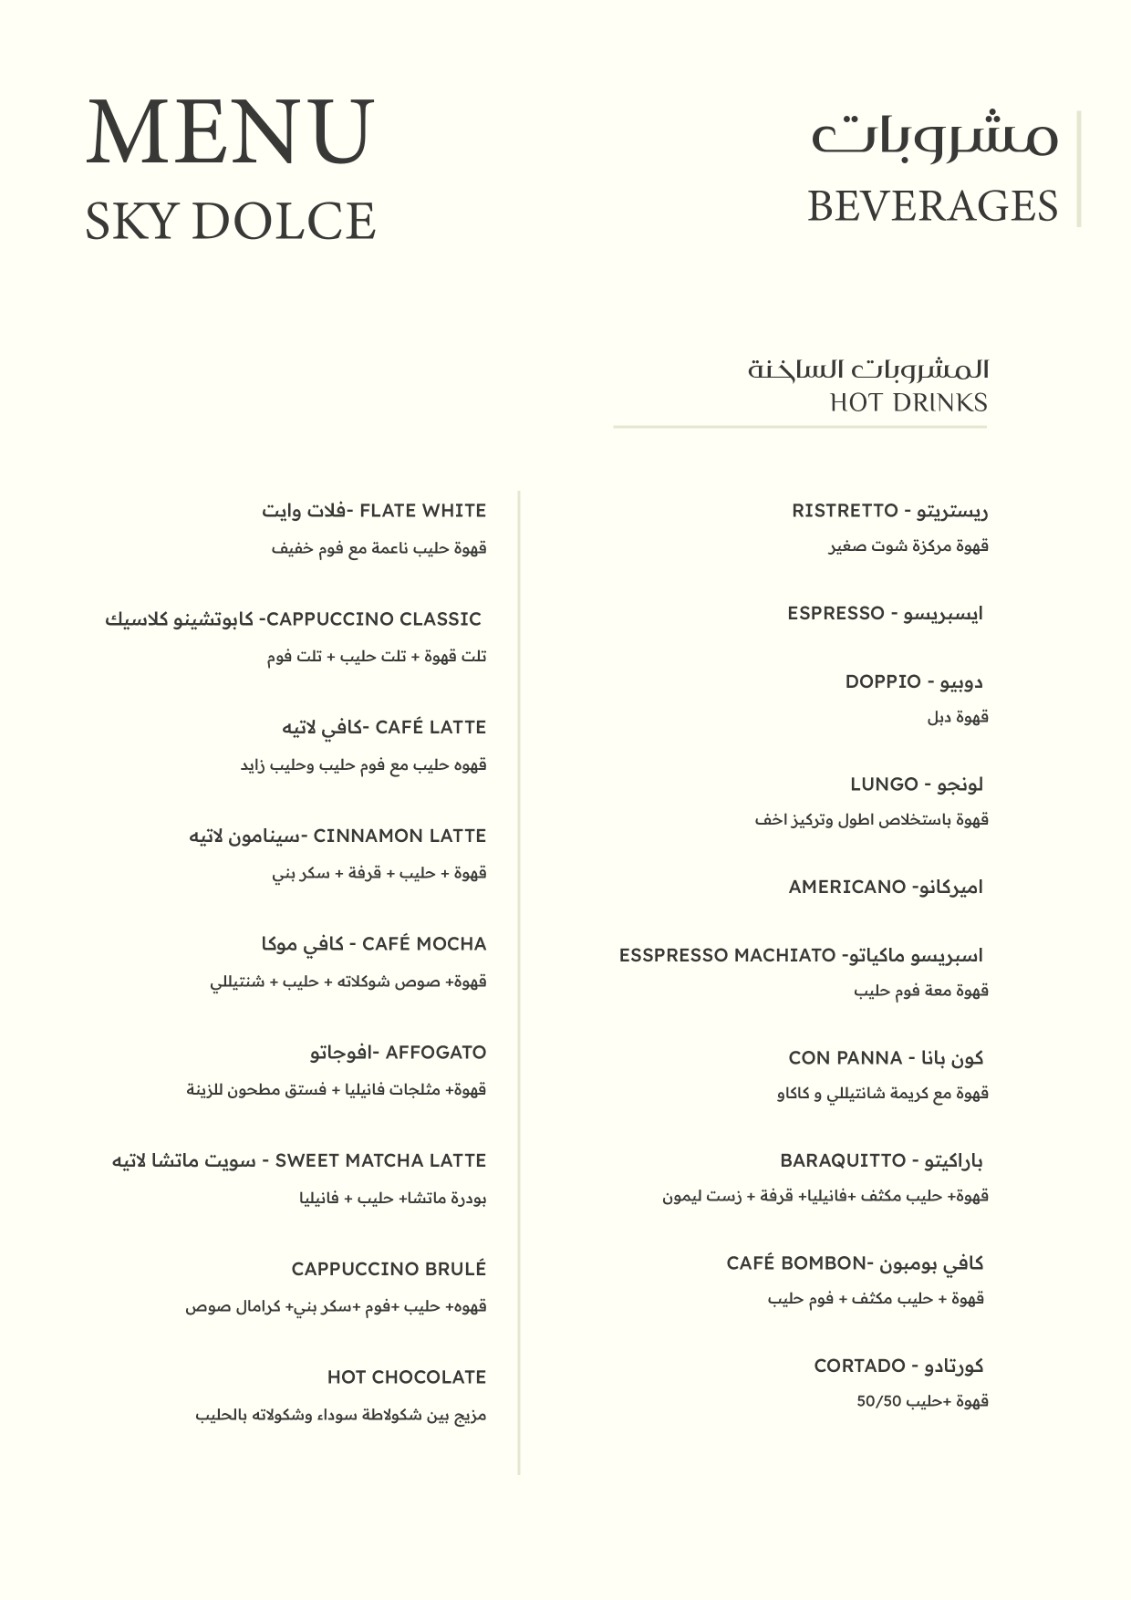 MENU
SKY DOLCE
مشروبات
BEVERAGES
المشروبات الساخنة
HOT DRINKS
ريستريتو - RISTRETTO
قهوة مركزة شوت صغير
ايسبريسو - ESPRESSO
دوبيو - DOPPIO
قهوة دبل
لونجو - LUNGO
قهوة باستخلاص اطول وتركيز اخف
اميركانو- AMERICANO
اسبريسو ماكياتو- ESSPRESSO MACHIATO
قهوة معة فوم حليب
كون بانا - CON PANNA
قهوة مع كريمة شانتيللي و كاكاو
باراكيتو - BARAQUITTO
قهوة+ حليب مكثف +فانيليا+ قرفة + زست ليمون
كافي بومبون -CAFÉ BOMBON
قهوة + حليب مكثف + فوم حليب
كورتادو - CORTADO
قهوة +حليب 50/50
FLATE WHITE -فلات وايت
قهوة حليب ناعمة مع فوم خفيف
CAPPUCCINO CLASSIC- كابوتشينو كلاسيك
تلت قهوة + تلت حليب + تلت فوم
CAFÉ LATTE -كافي لاتيه
قهوه حليب مع فوم حليب وحليب زايد
CINNAMON LATTE -سينامون لاتيه
قهوة + حليب + قرفة + سكر بني
CAFÉ MOCHA - كافي موكا
قهوة+ صوص شوكلاته + حليب + شنتيللي
AFFOGATO -افوجاتو
قهوة+ مثلجات فانيليا + فستق مطحون للزينة
SWEET MATCHA LATTE - سويت ماتشا لاتيه
بودرة ماتشا+ حليب + فانيليا
CAPPUCCINO BRULÉ
قهوه+ حليب +فوم +سكر بني+ كرامال صوص
HOT CHOCOLATE
مزيج بين شكولاطة سوداء وشكولاته بالحليب